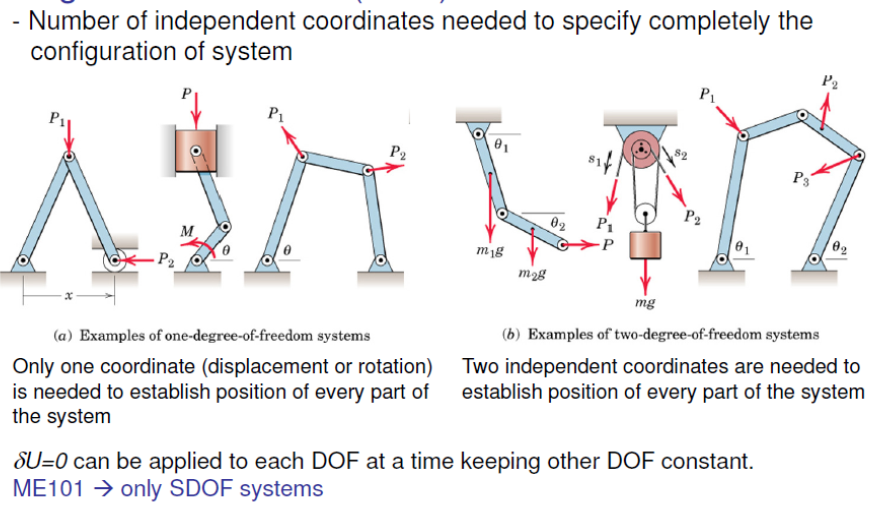 - Number of independent coordinates needed to specify completely the
configuration of system
P₁
P
M
θ
P₂
x
P₁
P₂
θ
θ₁
m₁g
θ₂
P
m₂g
s₁
s₂
P₁
P₂
mg
P₁
P₂
P₃
θ₁
θ₂
(a) Examples of one-degree-of-freedom systems
(b) Examples of two-degree-of-freedom systems
Only one coordinate (displacement or rotation)
is needed to establish position of every part of
the system
Two independent coordinates are needed to
establish position of every part of the system
δU=0 can be applied to each DOF at a time keeping other DOF constant.
ME101 → only SDOF systems